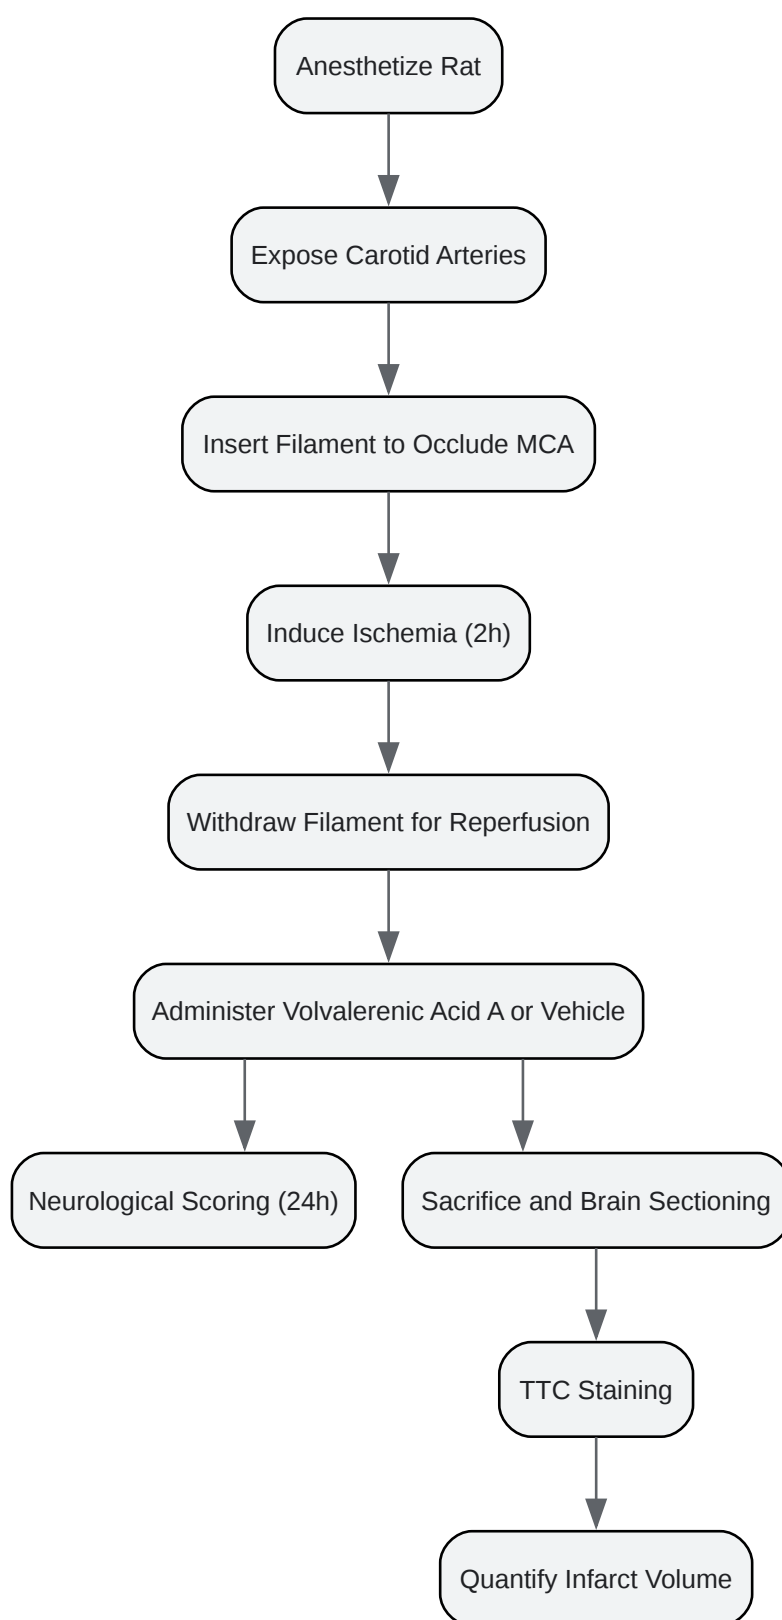 Anesthetize Rat
Expose Carotid Arteries
Insert Filament to Occlude MCA
Induce Ischemia (2h)
Withdraw Filament for Reperfusion
Administer Volvalerenic Acid A or Vehicle
Neurological Scoring (24h)
Sacrifice and Brain Sectioning
TTC Staining
Quantify Infarct Volume